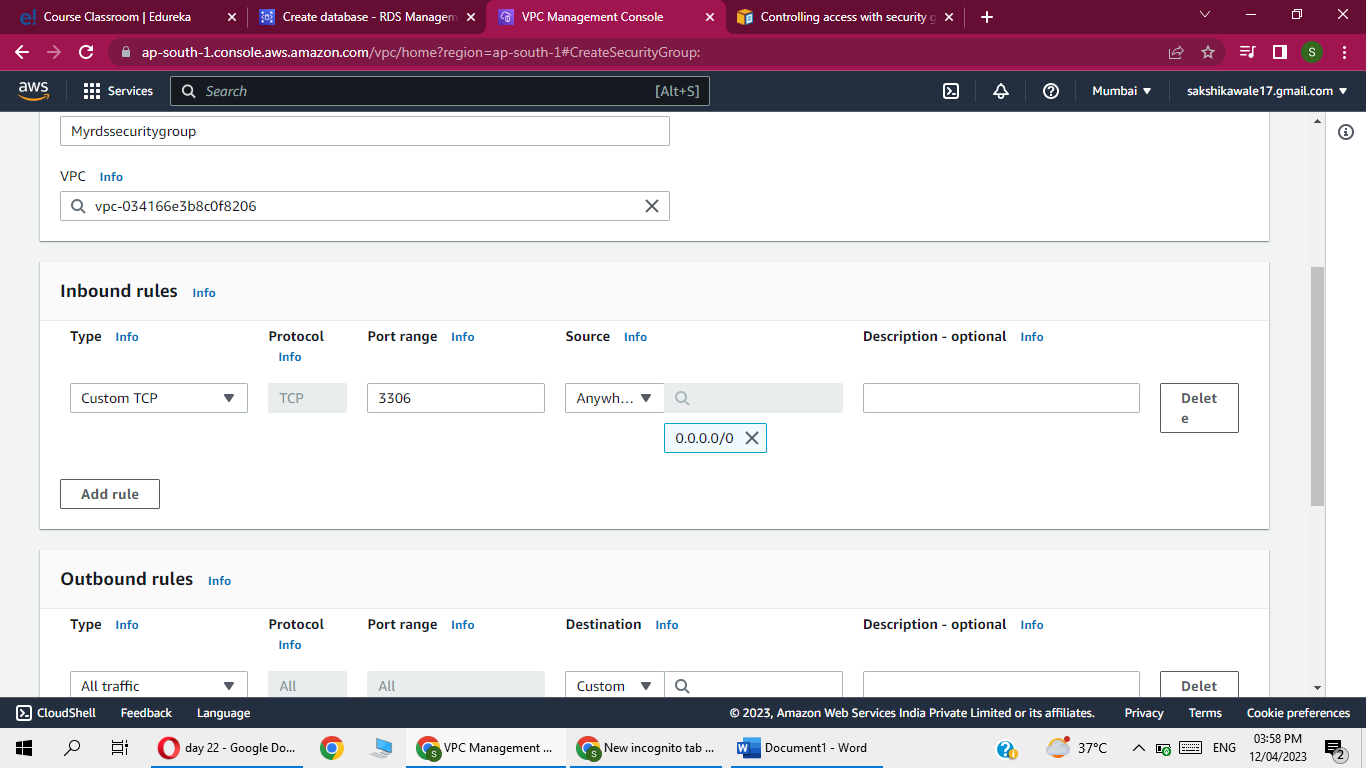 Course Classroom | Edureka
Create database - RDS Managem
VPC Management Console
Controlling access with security g
ap-south-1.console.aws.amazon.com/vpc/home?region=ap-south-1#CreateSecurityGroup:
S
aws
Services
Search
[Alt+S]
Mumbai
sakshikawale17.gmail.com
Myrdssecuritygroup
VPC Info
vpc-034166e3b8c0f8206
Inbound rules Info
Type Info
Protocol
Info
Port range Info
Source Info
Description - optional Info
Custom TCP
TCP
3306
Anywh...
Delet
e
0.0.0.0/0
Add rule
Outbound rules Info
Type Info
Protocol
Info
Port range Info
Destination Info
Description - optional Info
All traffic
All
All
Custom
Delet
CloudShell
Feedback
Language
© 2023, Amazon Web Services India Private Limited or its affiliates.
Privacy
Terms
Cookie preferences
day 22 - Google Do...
VPC Management ...
New incognito tab ...
Document1 - Word
37°C
ENG
03:58 PM
12/04/2023
2